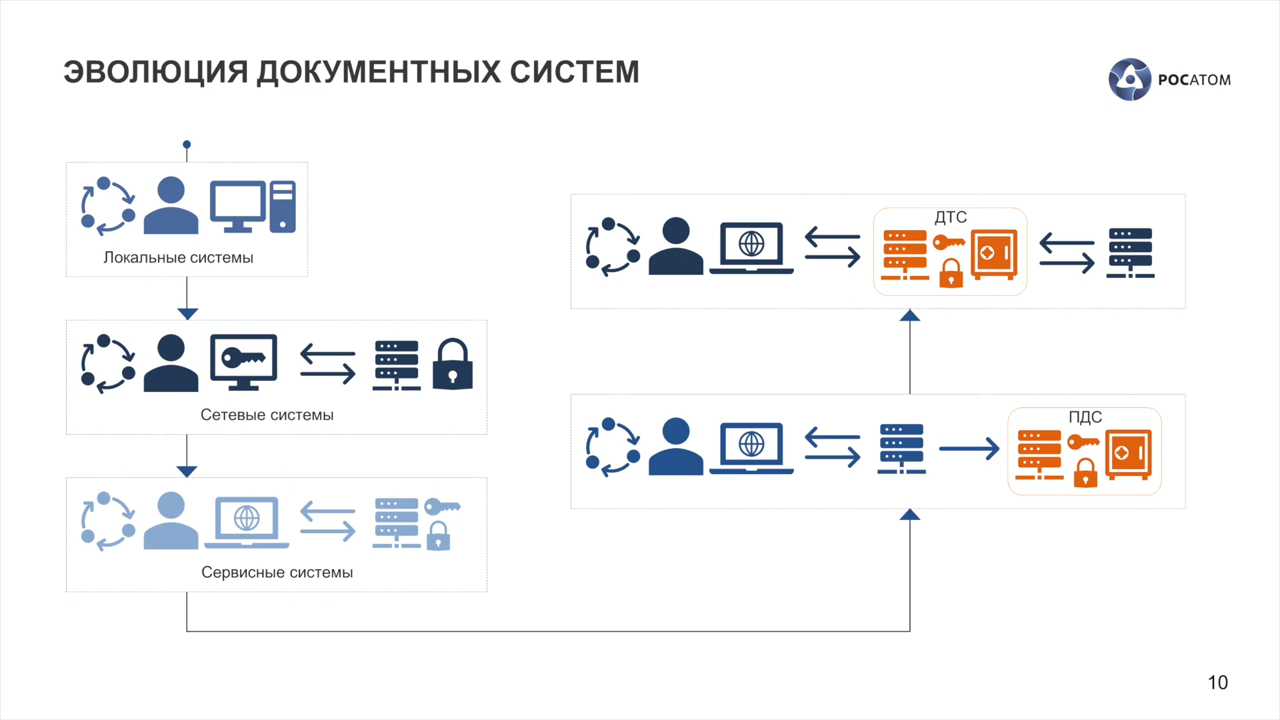 ЭВОЛЮЦИЯ ДОКУМЕНТНЫХ СИСТЕМ
РОСАТОМ
Локальные системы
Сетевые системы
Сервисные системы
ДТС
ПДС
10